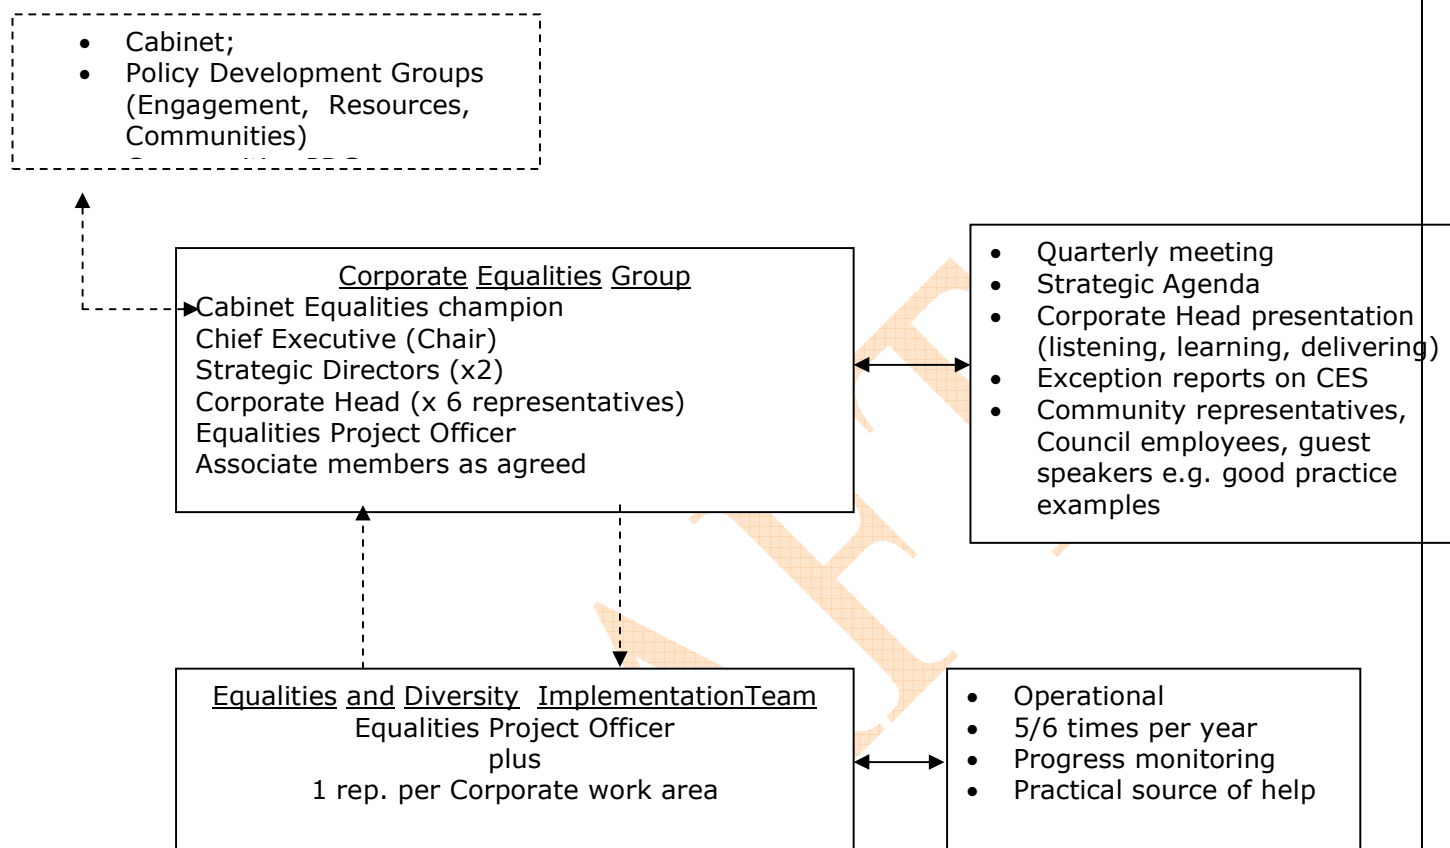 • Cabinet;
• Policy Development Groups
(Engagement, Resources,
Communities)
Corporate Equalities Group
Cabinet Equalities champion
Chief Executive (Chair)
Strategic Directors (x2)
Corporate Head (x 6 representatives)
Equalities Project Officer
Associate members as agreed
• Quarterly meeting
• Strategic Agenda
• Corporate Head presentation
(listening, learning, delivering)
• Exception reports on CES
• Community representatives,
Council employees, guest
speakers e.g. good practice
examples
Equalities and Diversity ImplementationTeam
Equalities Project Officer
plus
1 rep. per Corporate work area
• Operational
• 5/6 times per year
• Progress monitoring
• Practical source of help